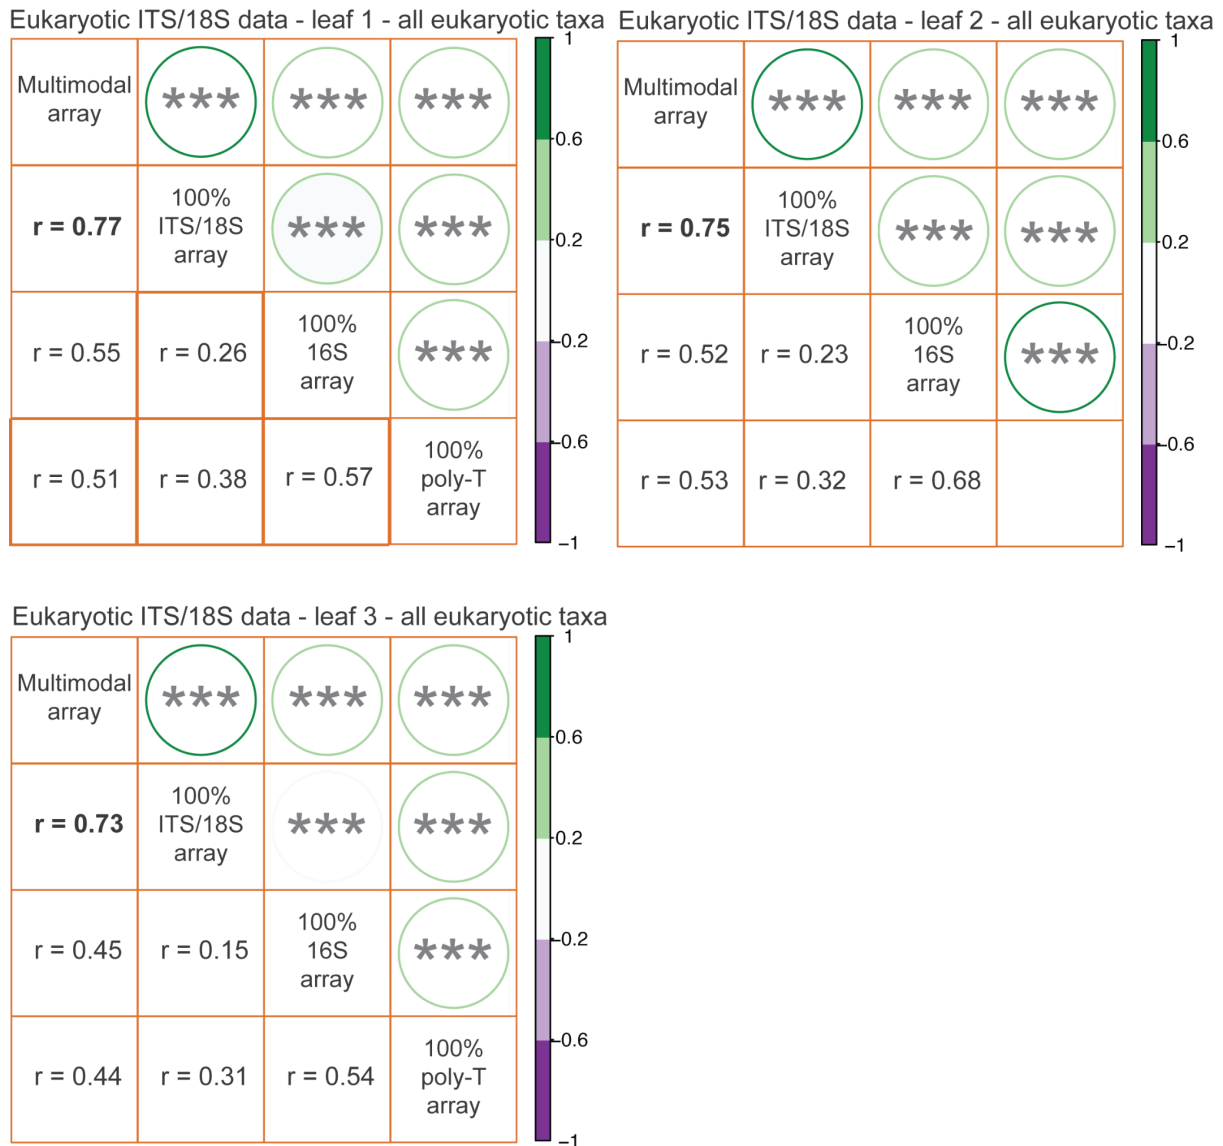 Eukaryotic ITS/18S data - leaf 1 - all eukaryotic taxa
Multimodal
array
***
***
***
r = 0.77
100%
ITS/18S
array
***
***
r = 0.55
r = 0.26
100%
16S
array
***
r = 0.51
r = 0.38
r = 0.57
100%
poly-T
array
1
0.6
0.2
-0.2
-0.6
-1
Eukaryotic ITS/18S data - leaf 2 - all eukaryotic taxa
Multimodal
array
***
***
***
r = 0.75
100%
ITS/18S
array
***
***
r = 0.52
r = 0.23
100%
16S
array
***
r = 0.53
r = 0.32
r = 0.68
1
0.6
0.2
-0.2
-0.6
-1
Eukaryotic ITS/18S data - leaf 3 - all eukaryotic taxa
Multimodal
array
***
***
***
r = 0.73
100%
ITS/18S
array
***
***
r = 0.45
r = 0.15
100%
16S
array
***
r = 0.44
r = 0.31
r = 0.54
100%
poly-T
array
1
0.6
0.2
-0.2
-0.6
-1